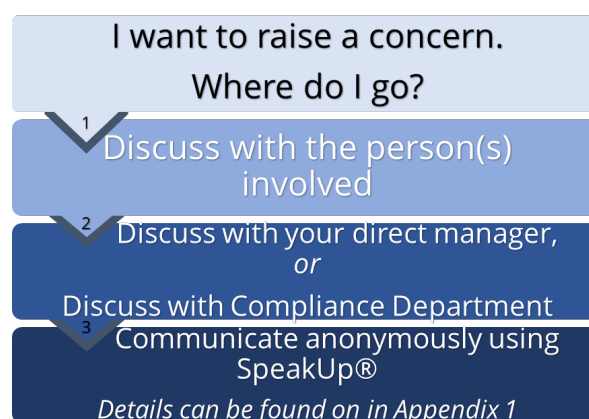 I want to raise a concern.
Where do I go?
1
Discuss with the person(s)
involved
2
Discuss with your direct manager,
or
Discuss with Compliance Department
3
Communicate anonymously using
SpeakUp®
Details can be found on in Appendix 1